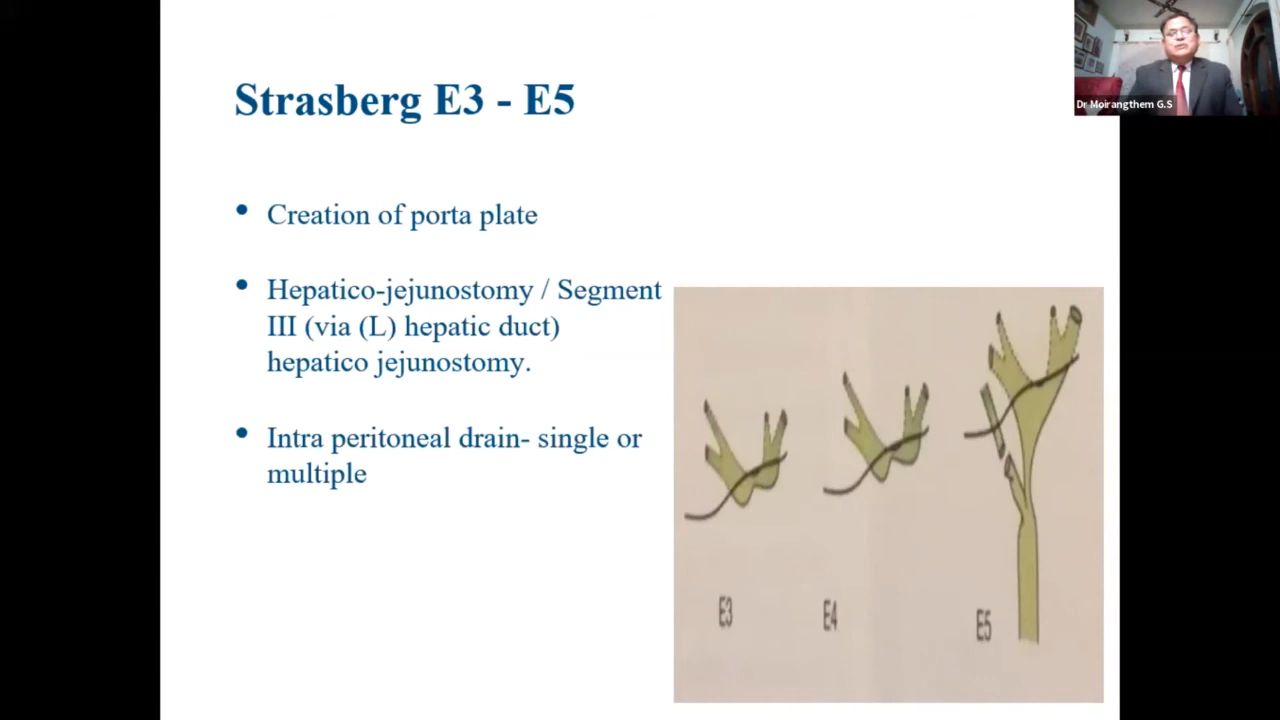 Dr Moirangthem G.S
Strasberg E3 - E5
• Creation of porta plate
• Hepatico-jejunostomy / Segment
III (via (L) hepatic duct)
hepatico jejunostomy.
• Intra peritoneal drain- single or
multiple
E3
E4
E5